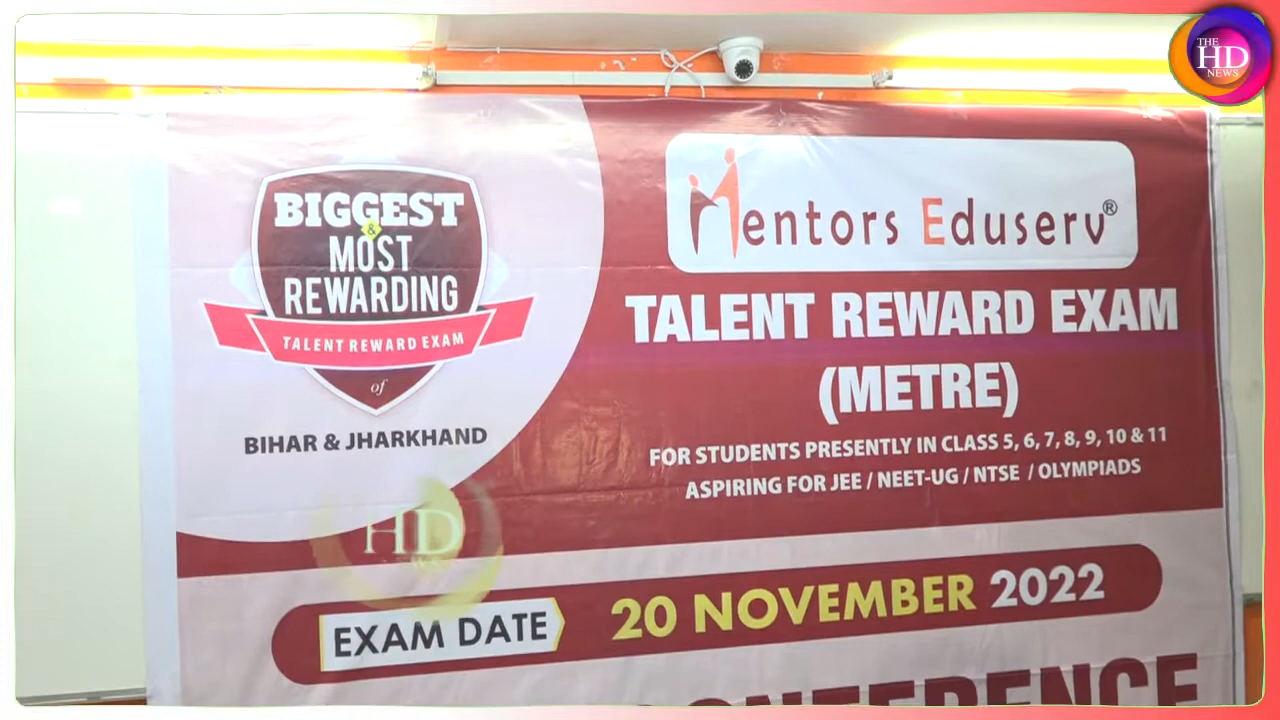 THE
HD
NEWS
BIGGEST
&
MOST
REWARDING
TALENT REWARD EXAM
of
BIHAR & JHARKHAND
Mentors Eduserv®
TALENT REWARD EXAM
(METRE)
FOR STUDENTS PRESENTLY IN CLASS 5, 6, 7, 8, 9, 10 & 11
ASPIRING FOR JEE / NEET-UG / NTSE / OLYMPIADS
HD
NEWS
EXAM DATE 20 NOVEMBER 2022